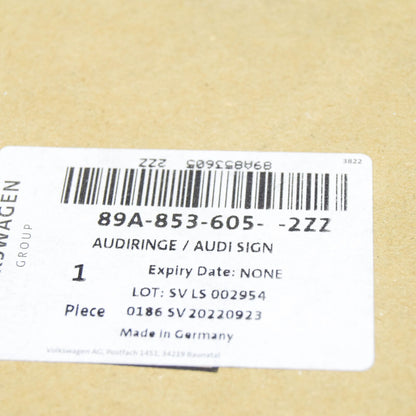 3822
89A853605 2ZZ
89A-853-605- -2ZZ
AUDIRINGE / AUDI SIGN
1 Expiry Date: NONE
LOT: SV LS 002954
Piece 0186 SV 20220923
Made in Germany
Volkswagen AG, Postfach 1451, 34219 Baunatal
GROUP